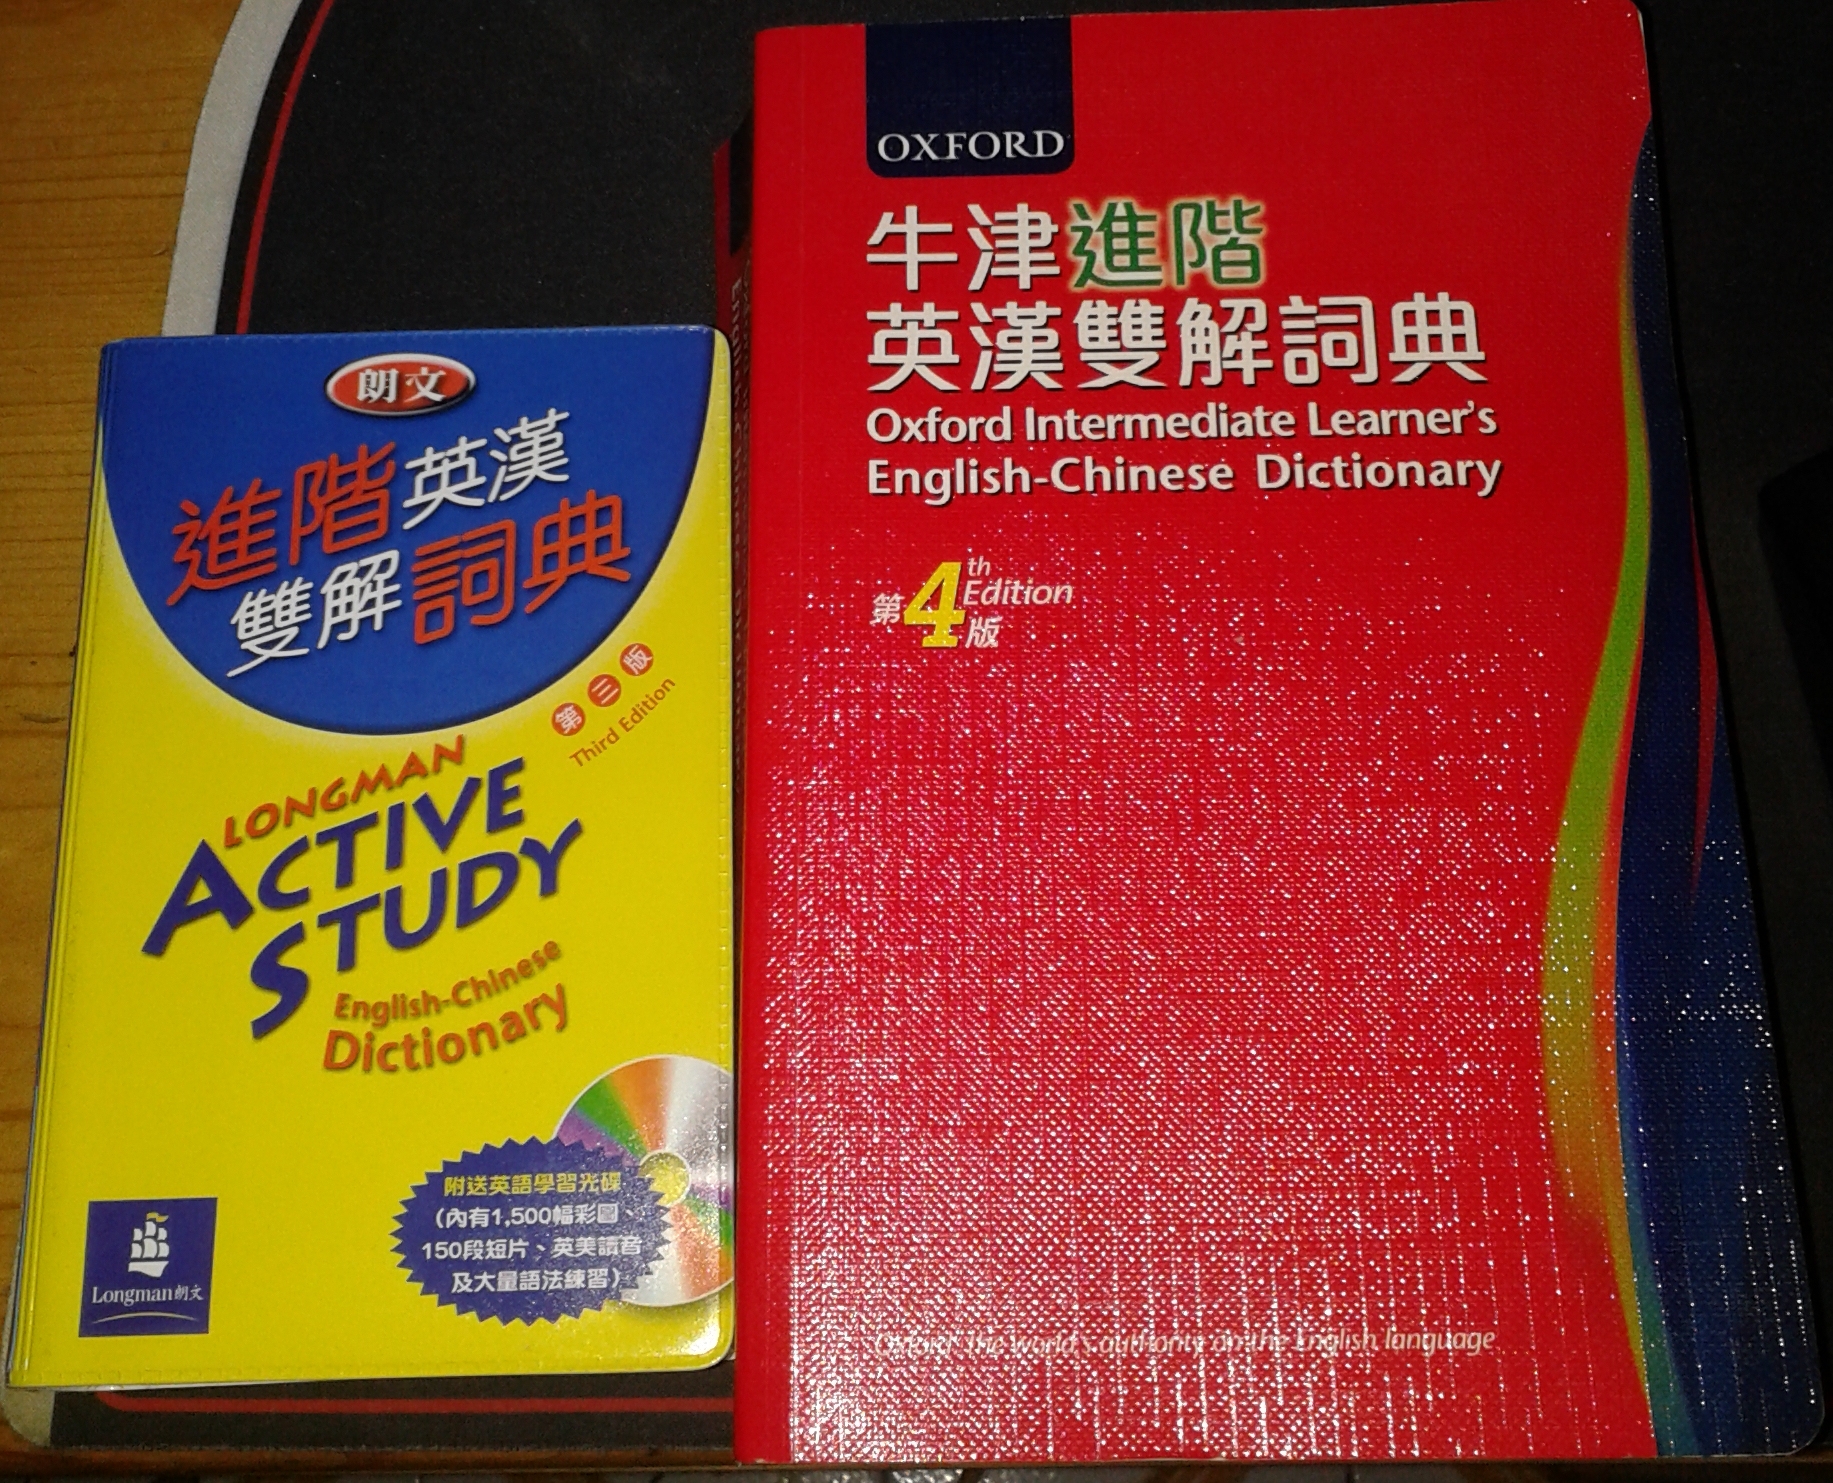 朗文
進階英漢
雙解詞典
第三版
Third Edition
LONGMAN
ACTIVE
STUDY
English-Chinese
Dictionary
附送英語學習光碟
(內有1,500幅彩圖、
150段短片、英美讀音
及大量語法練習)
Longman朗文
OXFORD
牛津進階
英漢雙解詞典
Oxford Intermediate Learner's
English-Chinese Dictionary
第4th Edition版
Oxford The world's authority on the English language